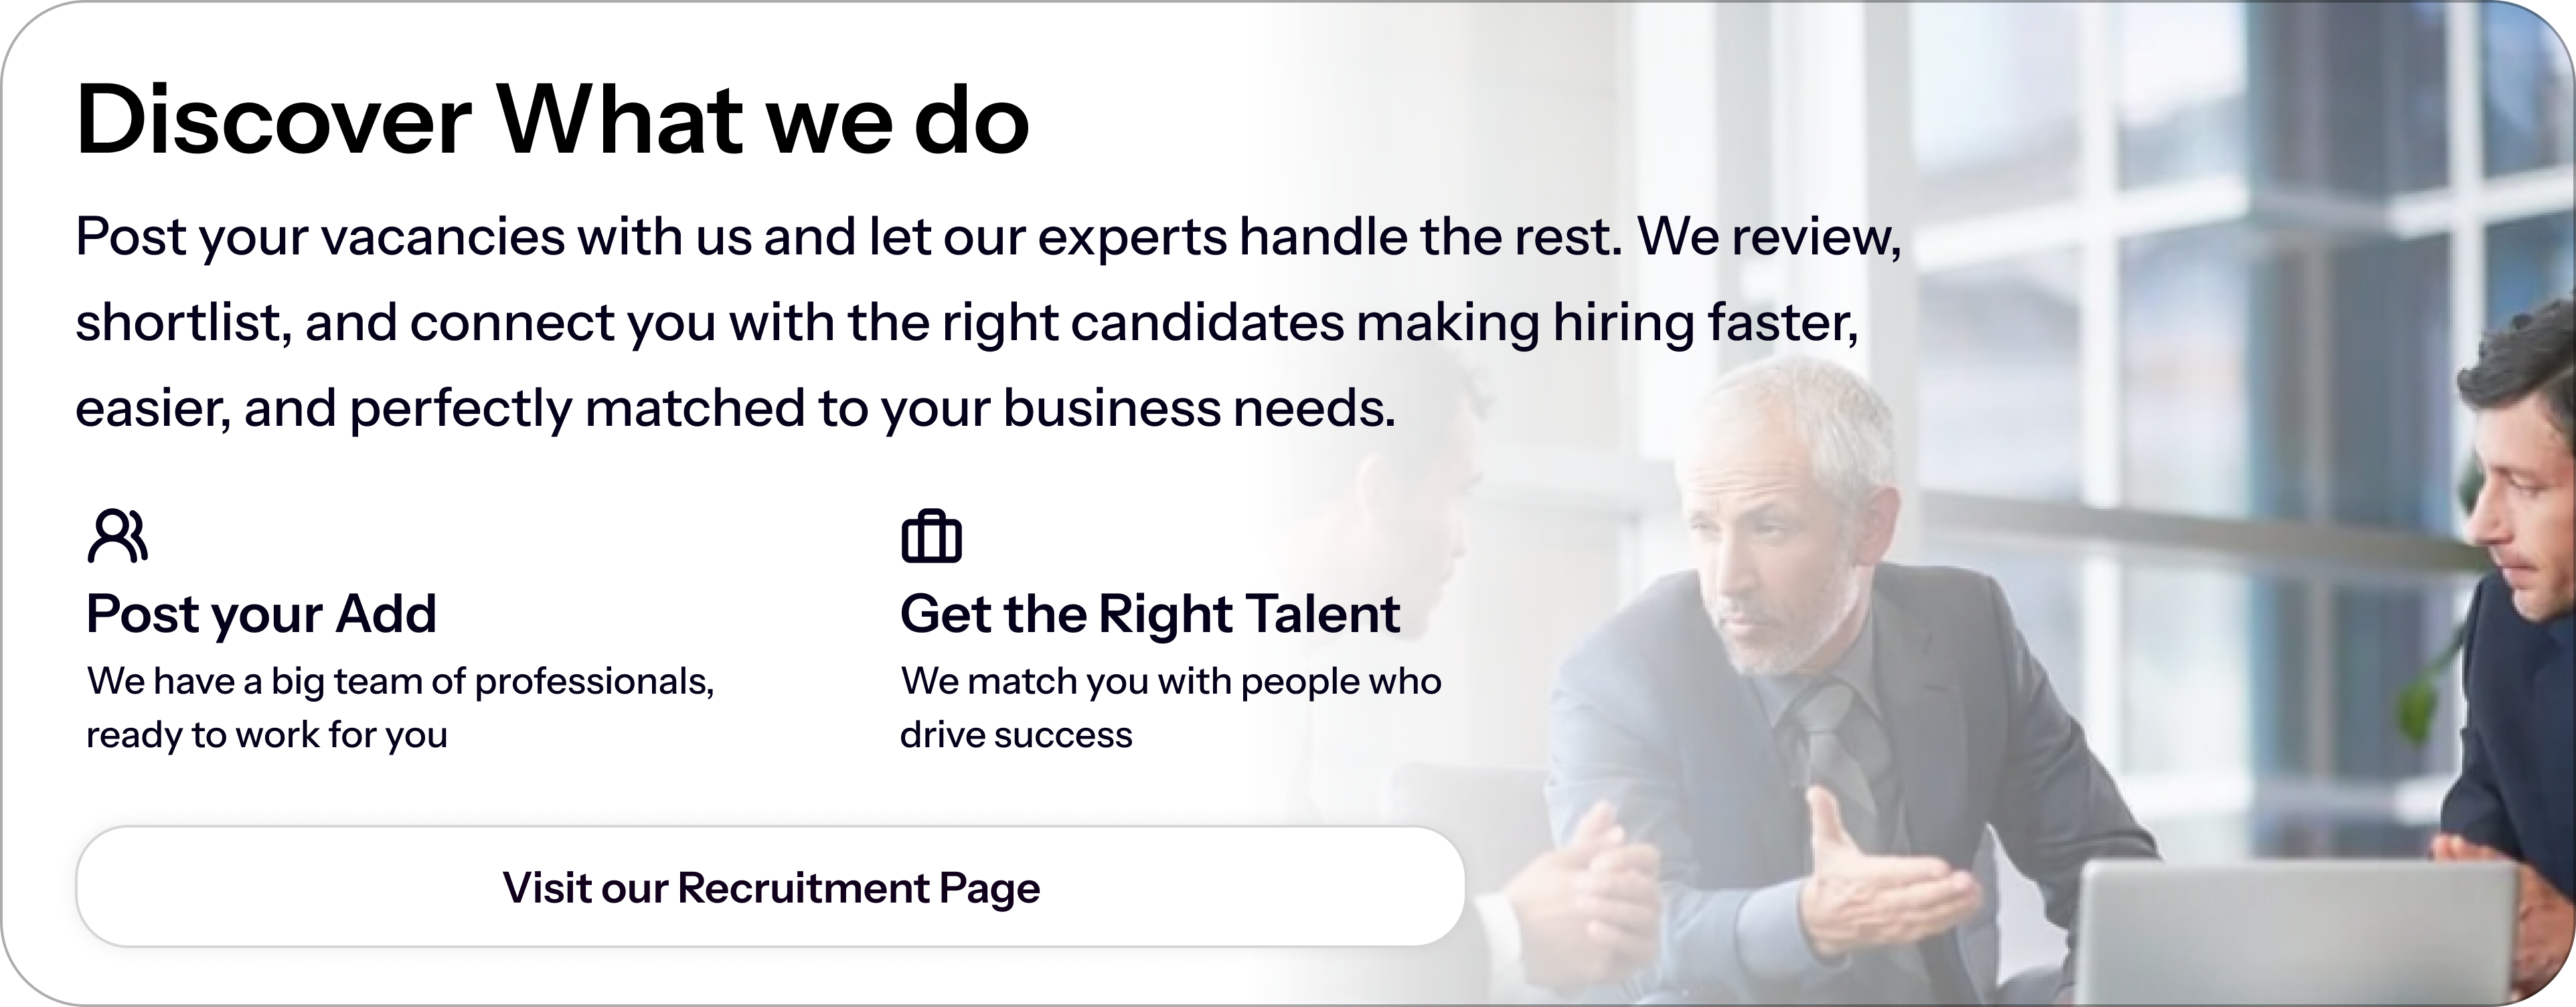 Discover What we do
Post your vacancies with us and let our experts handle the rest. We review,
shortlist, and connect you with the right candidates making hiring faster,
easier, and perfectly matched to your business needs.
Post your Add
We have a big team of professionals,
ready to work for you
Get the Right Talent
We match you with people who
drive success
Visit our Recruitment Page